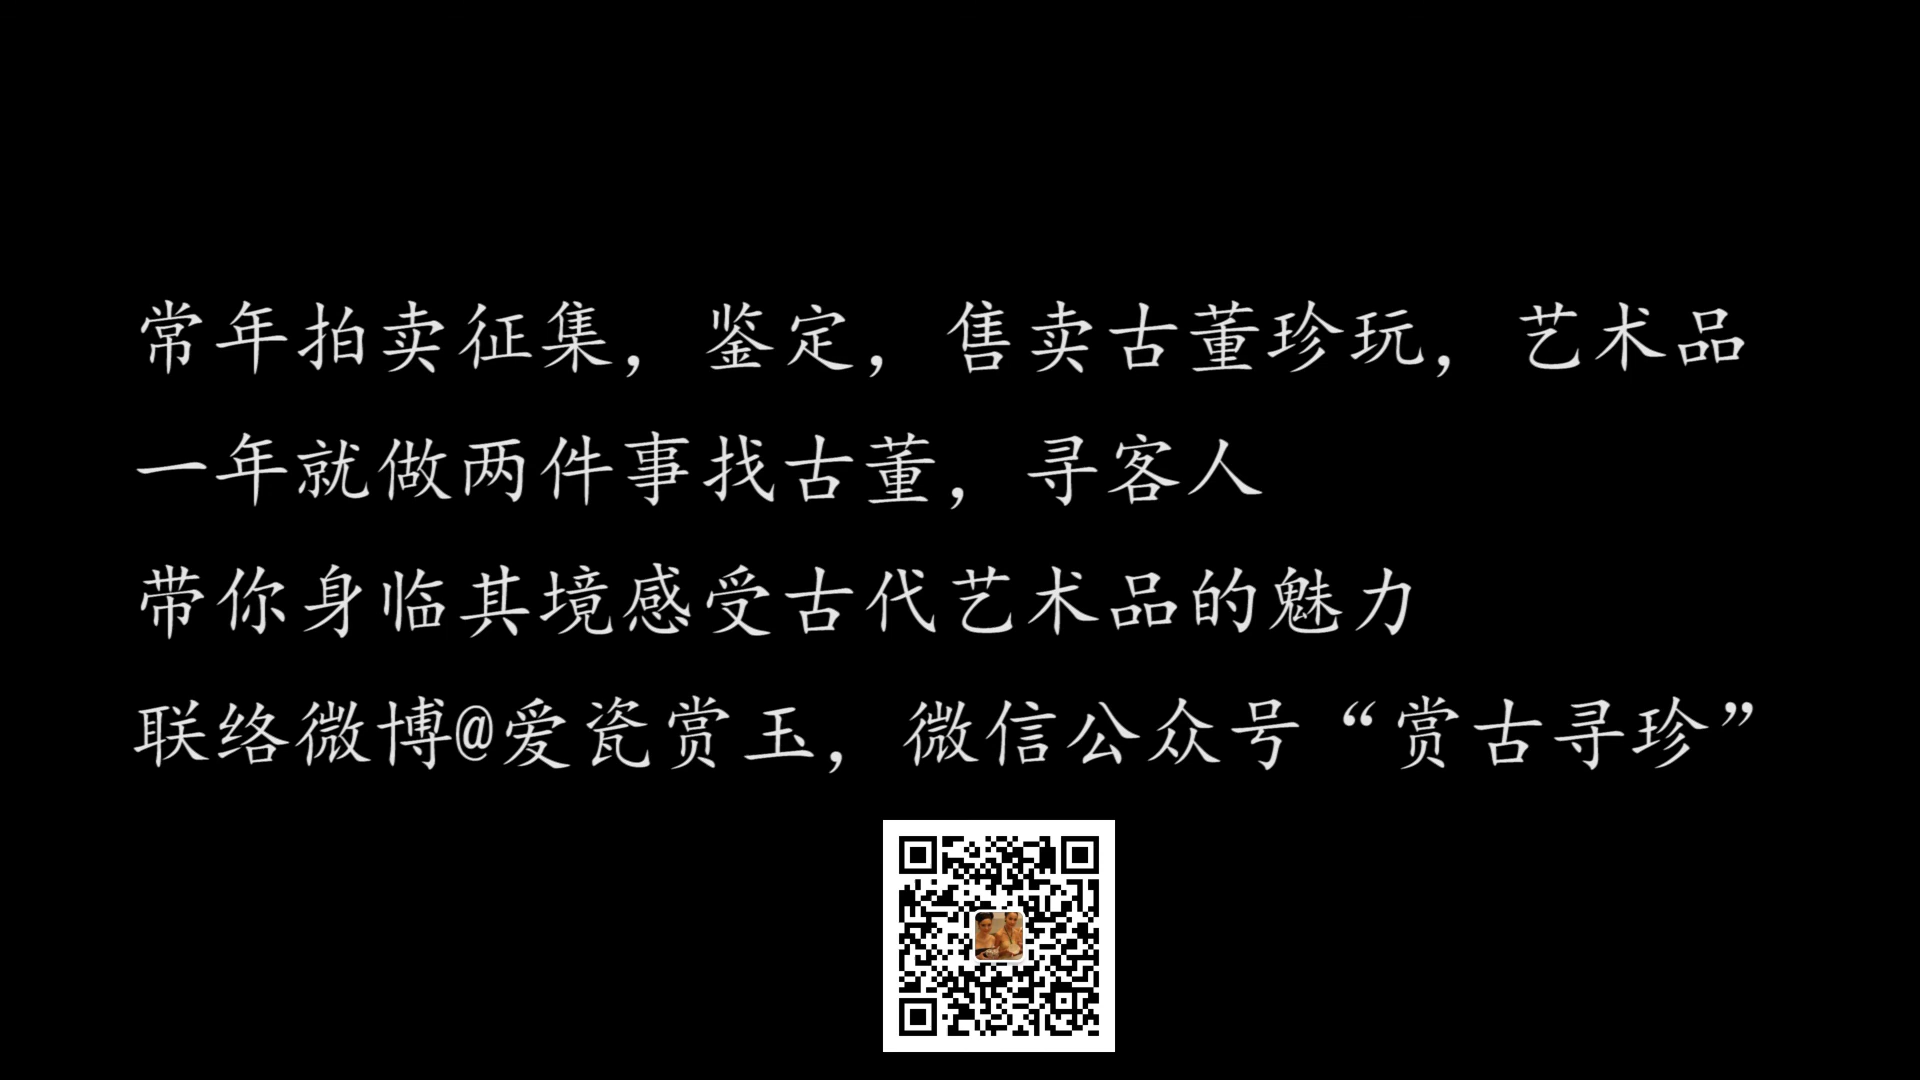 常年拍卖征集，鉴定，售卖古董珍玩，艺术品
一年就做两件事找古董，寻客人
带你身临其境感受古代艺术品的魅力
联络微博@爱瓷赏玉，微信公众号“赏古寻珍”